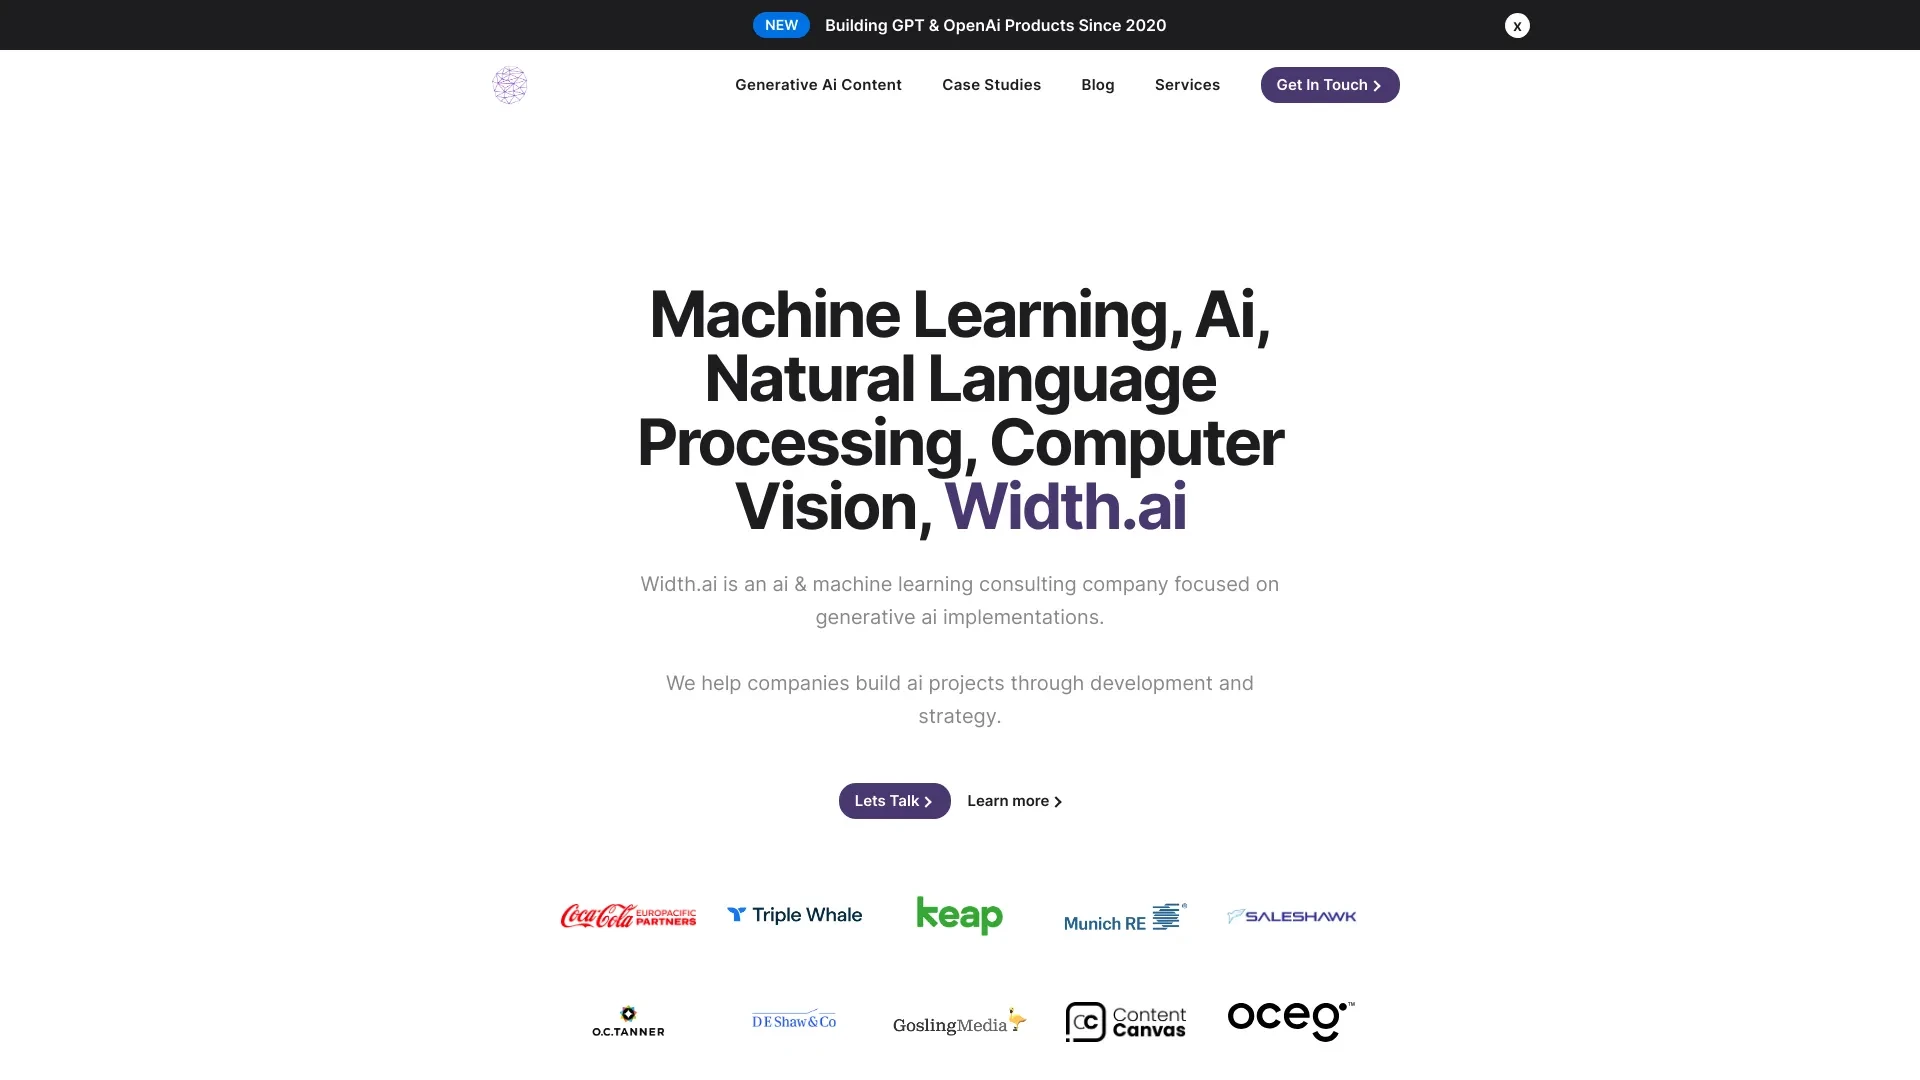 NEW Building GPT & OpenAi Products Since 2020 x
Generative Ai Content Case Studies Blog Services Get In Touch
Machine Learning, Ai,
Natural Language
Processing, Computer
Vision, Width.ai
Width.ai is an ai & machine learning consulting company focused on
generative ai implementations.
We help companies build ai projects through development and
strategy.
Lets Talk Learn more
Coca-Cola EUROPACIFIC PARTNERS Triple Whale keap Munich RE SALESHAWK
O.C.TANNER DE Shaw & Co GoslingMedia CC Content Canvas oceg™